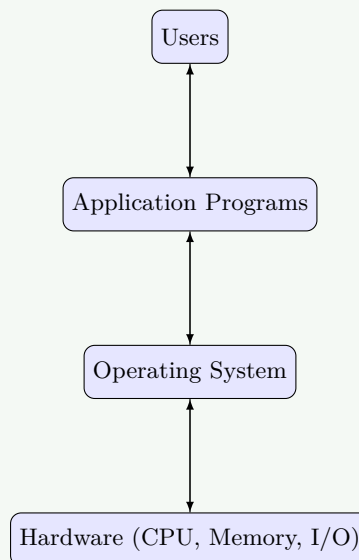 Users
Application Programs
Operating System
Hardware (CPU, Memory, I/O)